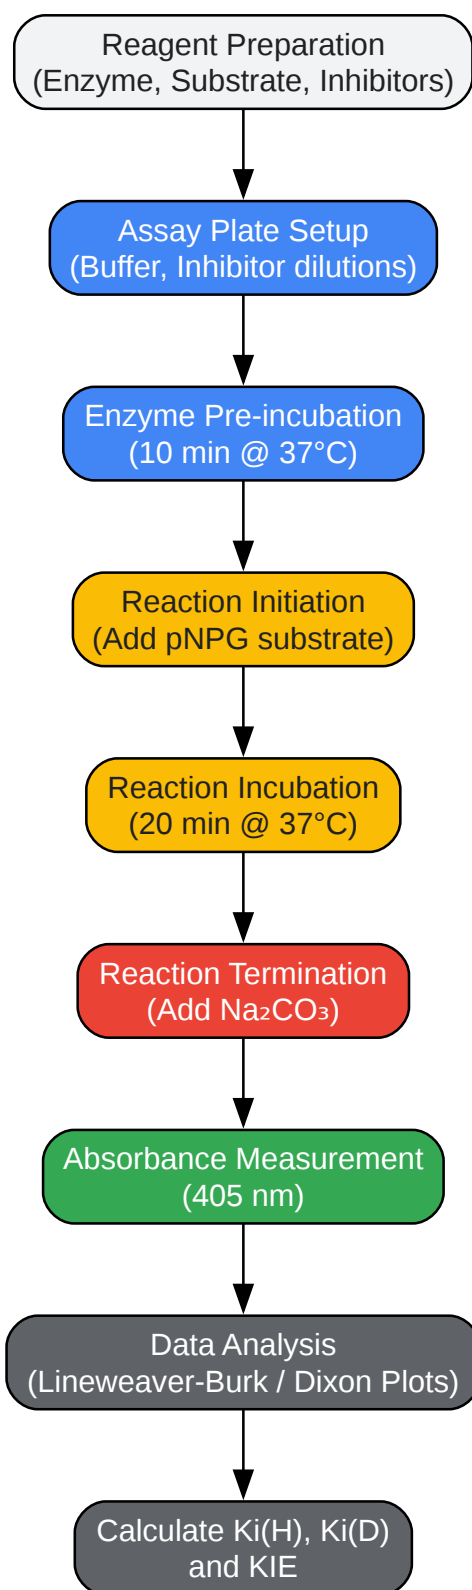 Reagent Preparation
(Enzyme, Substrate, Inhibitors)
Assay Plate Setup
(Buffer, Inhibitor dilutions)
Enzyme Pre-incubation
(10 min @ 37°C)
Reaction Initiation
(Add pNPG substrate)
Reaction Incubation
(20 min @ 37°C)
Reaction Termination
(Add Na₂CO₃)
Absorbance Measurement
(405 nm)
Data Analysis
(Lineweaver-Burk / Dixon Plots)
Calculate Ki(H), Ki(D)
and KIE